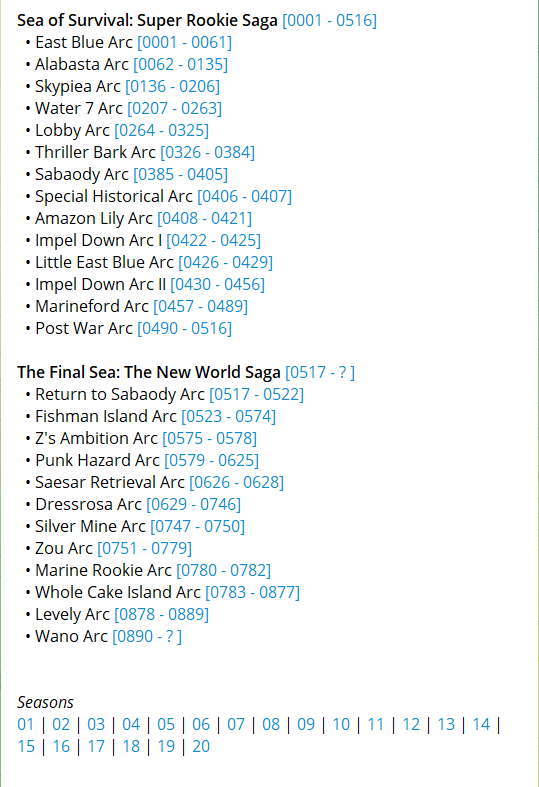 Sea of Survival: Super Rookie Saga [0001 - 0516]
• East Blue Arc [0001 - 0061]
• Alabasta Arc [0062 - 0135]
• Skypiea Arc [0136 - 0206]
• Water 7 Arc [0207 - 0263]
• Lobby Arc [0264 - 0325]
• Thriller Bark Arc [0326 - 0384]
• Sabaody Arc [0385 - 0405]
• Special Historical Arc [0406 - 0407]
• Amazon Lily Arc [0408 - 0421]
• Impel Down Arc I [0422 - 0425]
• Little East Blue Arc [0426 - 0429]
• Impel Down Arc II [0430 - 0456]
• Marineford Arc [0457 - 0489]
• Post War Arc [0490 - 0516]
The Final Sea: The New World Saga [0517 - ? ]
• Return to Sabaody Arc [0517 - 0522]
• Fishman Island Arc [0523 - 0574]
• Z's Ambition Arc [0575 - 0578]
• Punk Hazard Arc [0579 - 0625]
• Saesar Retrieval Arc [0626 - 0628]
• Dressrosa Arc [0629 - 0746]
• Silver Mine Arc [0747 - 0750]
• Zou Arc [0751 - 0779]
• Marine Rookie Arc [0780 - 0782]
• Whole Cake Island Arc [0783 - 0877]
• Levely Arc [0878 - 0889]
• Wano Arc [0890 - ? ]
Seasons
01 | 02 | 03 | 04 | 05 | 06 | 07 | 08 | 09 | 10 | 11 | 12 | 13 | 14 |
15 | 16 | 17 | 18 | 19 | 20